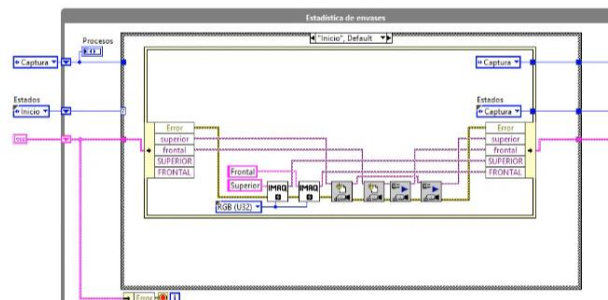 Estadística de envases
"Inicio", Default
Procesos
Captura
Captura
Estados
Inicio
Estados
Captura
Error
superior
frontal
SUPERIOR
FRONTAL
Error
superior
frontal
SUPERIOR
FRONTAL
Frontal
Superior
IMAQ
IMAQ
RGB (U32)
Error